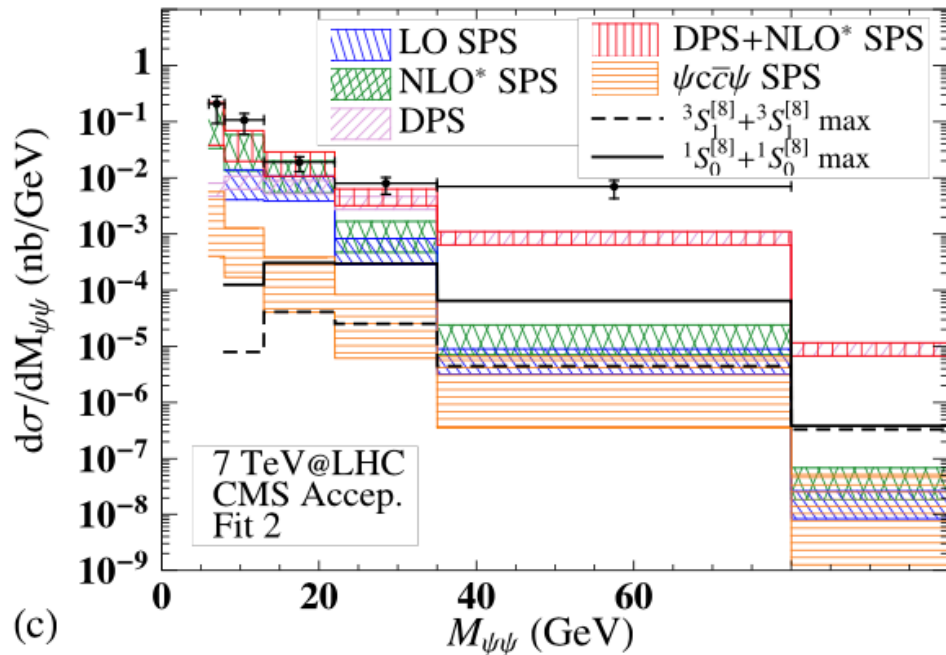 LO SPS
NLO* SPS
DPS
DPS+NLO* SPS
ψcc̄ψ SPS
³S₁^[8]+³S₁^[8] max
¹S₀^[8]+¹S₀^[8] max
dσ/dM_ψψ (nb/GeV)
1
10⁻¹
10⁻²
10⁻³
10⁻⁴
10⁻⁵
10⁻⁶
10⁻⁷
10⁻⁸
10⁻⁹
7 TeV@LHC
CMS Accep.
Fit 2
0 20 40 60
(c)
M_ψψ (GeV)